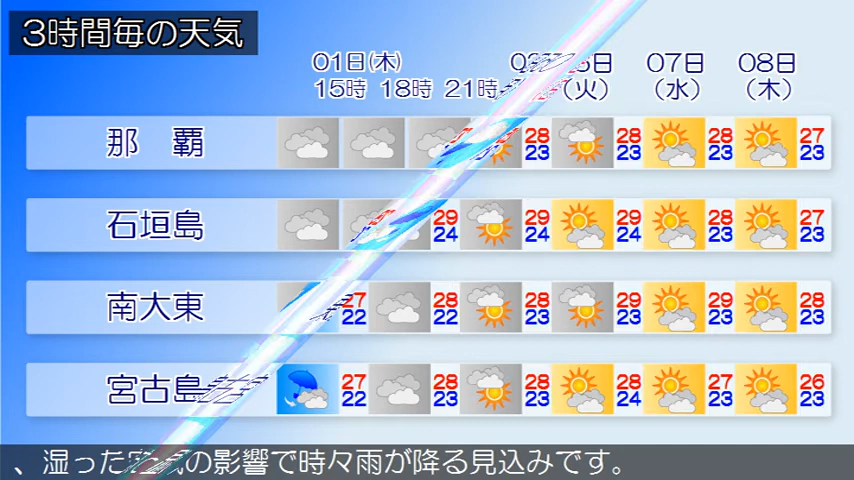 3時間毎の天気
01日(木) 日 07日 08日
15時 18時 21時 (火) (水) (木)
那 覇 28 23 28 23 28 23 27 23
石垣島 29 24 29 24 29 24 28 23 27 23
南大東 27 22 28 22 28 23 29 23 29 23 28 23
宮古島 27 22 28 23 28 23 28 24 27 23 26 23
、湿った空気の影響で時々雨が降る見込みです。